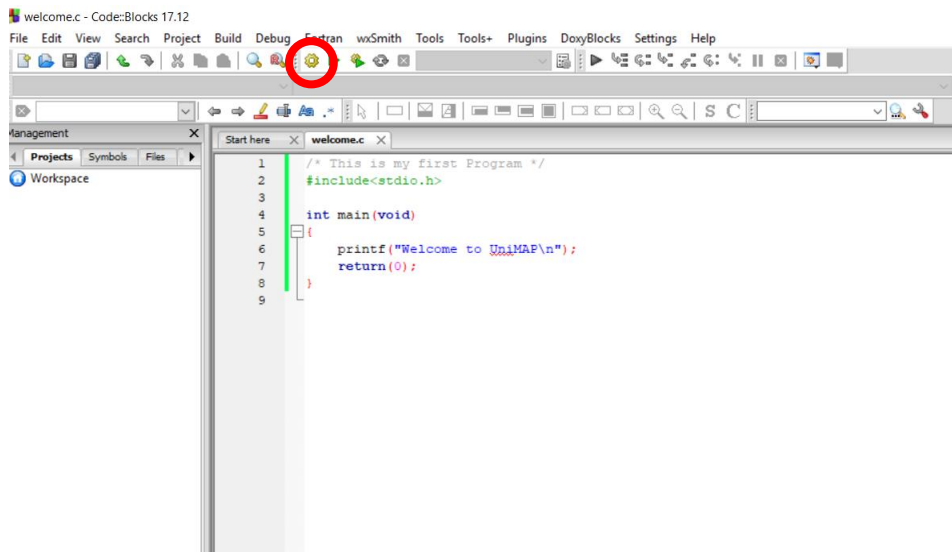 welcome.c - Code::Blocks 17.12
File Edit View Search Project Build Debug Fortran wxSmith Tools Tools+ Plugins DoxyBlocks Settings Help
S C
Management
Start here welcome.c
Projects Symbols Files
Workspace
1 /* This is my first Program */
2 #include<stdio.h>
3
4 int main(void)
5 {
6 printf("Welcome to UniMAP\n");
7 return(0);
8 }
9